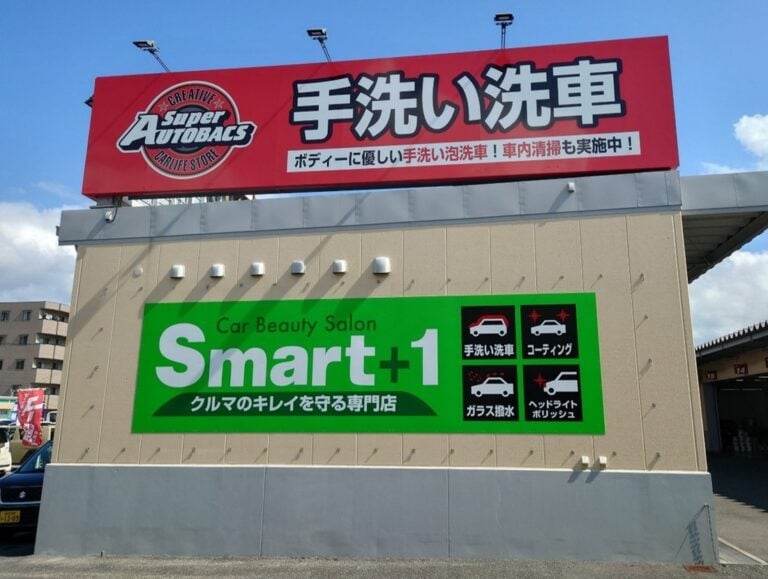 CREATIVE
Super
AUTOBACS
CARLIFE STORE
手洗い洗車
ボディーに優しい手洗い泡洗車！車内清掃も実施中！
Car Beauty Salon
Smart+1
クルマのキレイを守る専門店
手洗い洗車
コーティング
ガラス撥水
ヘッドライト
ポリッシュ
14